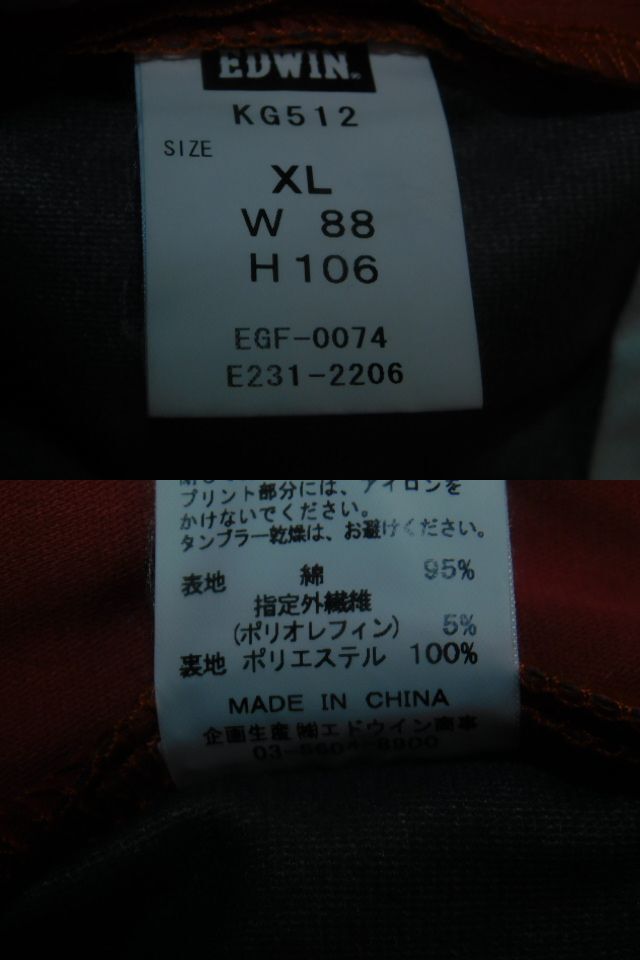 EDWIN®
KG512
SIZE
XL
W 88
H 106
EGF-0074
E231-2206
プリント部分には、アイロンを
かけないでください。
タンブラー乾燥は、お避けください。
表地 綿 95%
指定外繊維
(ポリオレフィン) 5%
裏地 ポリエステル 100%
MADE IN CHINA
企画生産 ㈱エドウイン商事